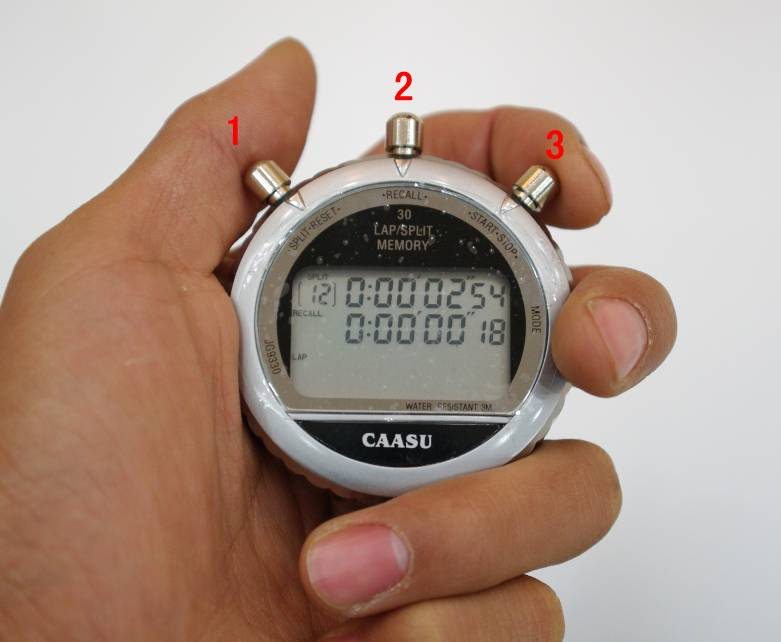 2
1
3
·RECALL·
·SPLIT·RESET·
·START·STOP·
30
LAP/SPLIT
MEMORY
SPLIT
[12] 0:00'02"54
RECALL
0:00'00"18
MODE
JG9330
LAP
WATER RESISTANT 3M
CAASU